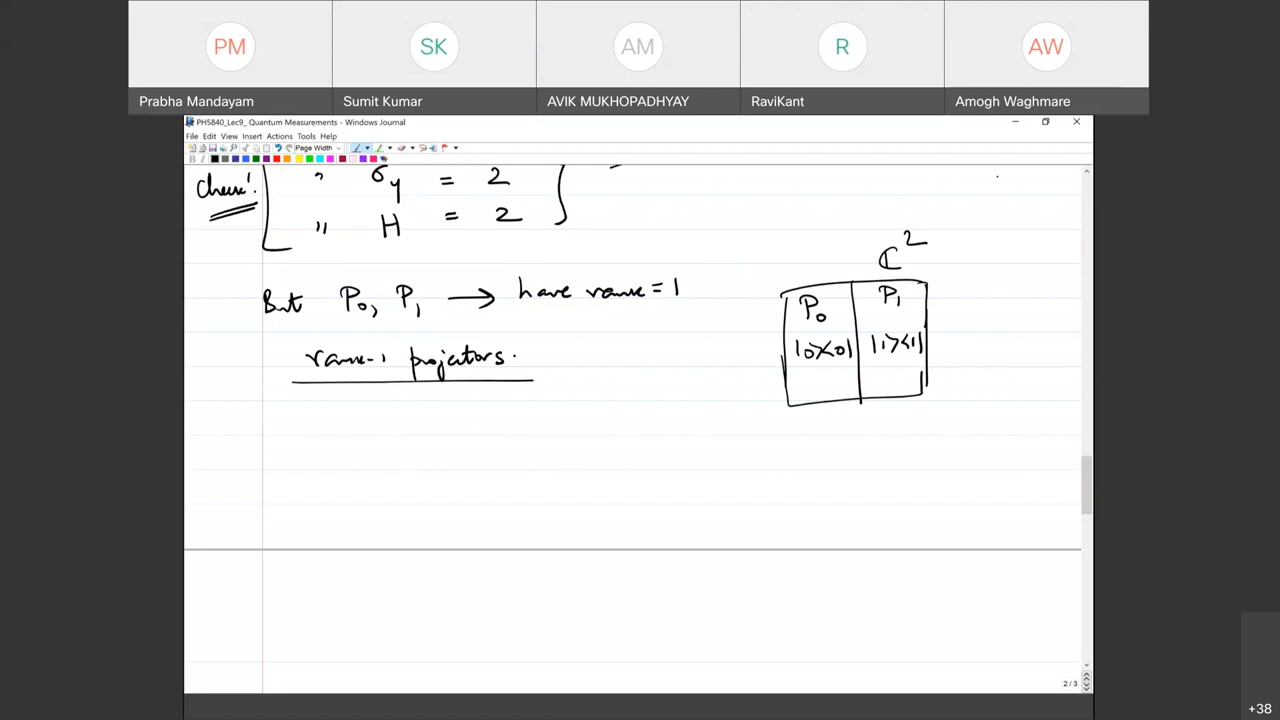 PM
SK
AM
R
AW
Prabha Mandayam
Sumit Kumar
AVIK MUKHOPADHYAY
RaviKant
Amogh Waghmare
PH5840_Lec9_ Quantum Measurements - Windows Journal
File Edit View Insert Actions Tools Help
Page Width
" σy = 2
Check!
" H = 2
ℂ²
But P₀, P₁ → have rank = 1
P₀ P₁
|0><0| |1><1|
rank-1 projectors.
2 / 3
+38